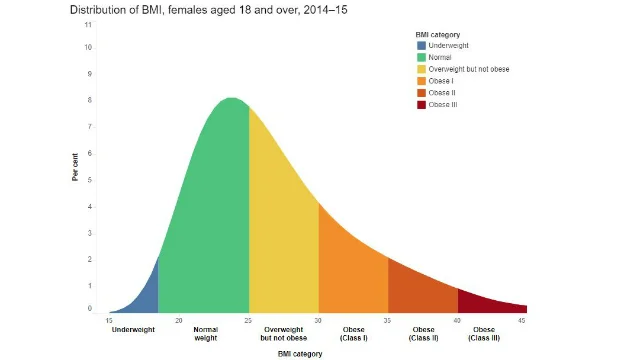 Distribution of BMI, females aged 18 and over, 2014–15
BMI category
Underweight
Normal
Overweight but not obese
Obese I
Obese II
Obese III
Per cent
11
10
9
8
7
6
5
4
3
2
1
0
15 20 25 30 35 40 45
Underweight Normal Overweight Obese Obese Obese
weight but not obese (Class I) (Class II) (Class III)
BMI category